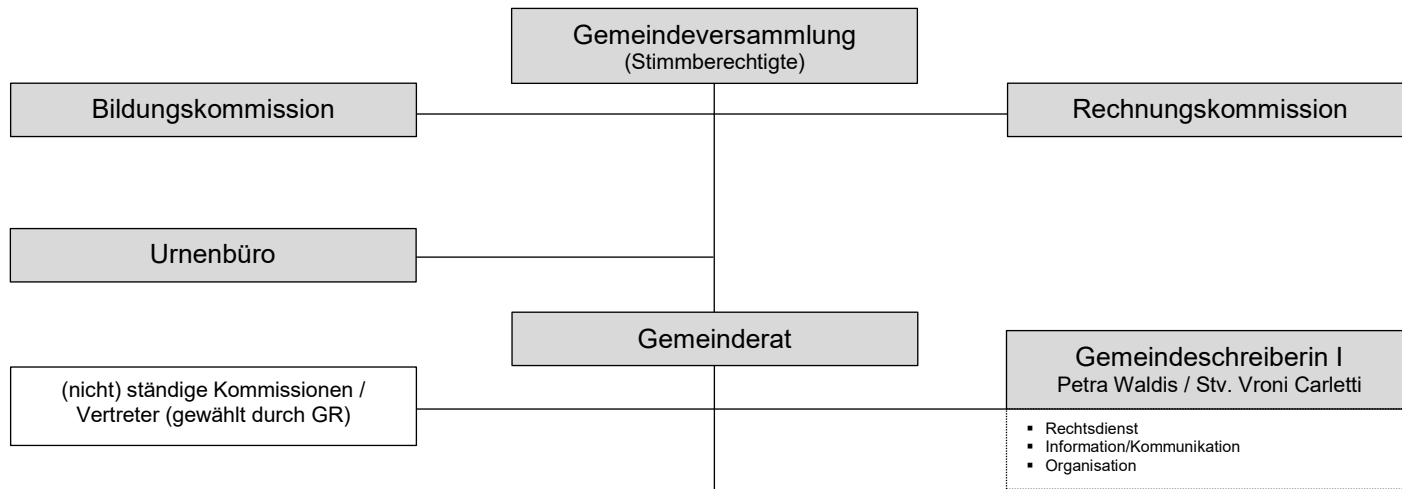 Gemeindeversammlung
(Stimmberechtigte)
Bildungskommission
Rechnungskommission
Urnenbüro
Gemeinderat
(nicht) ständige Kommissionen /
Vertreter (gewählt durch GR)
Gemeindeschreiberin I
Petra Waldis / Stv. Vroni Carletti
▪ Rechtsdienst
▪ Information/Kommunikation
▪ Organisation